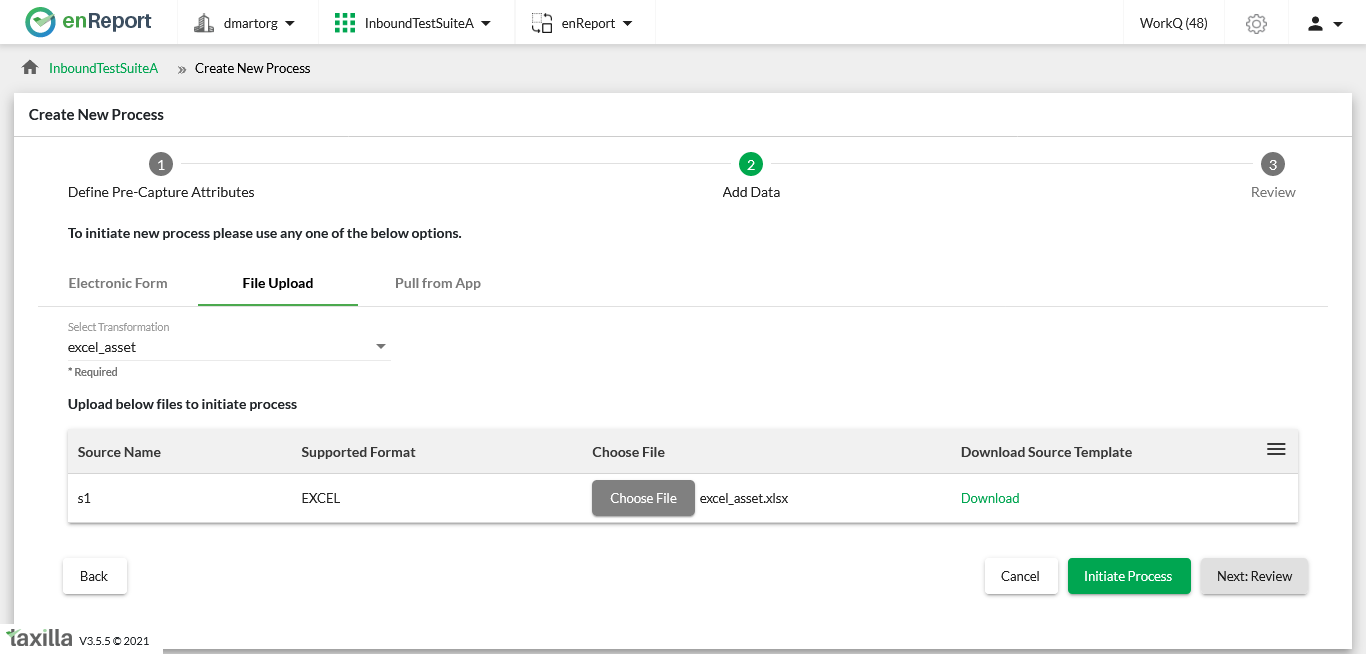 enReport dmartorg InboundTestSuiteA enReport WorkQ (48)
InboundTestSuiteA » Create New Process
Create New Process
1 2 3
Define Pre-Capture Attributes Add Data Review
To initiate new process please use any one of the below options.
Electronic Form File Upload Pull from App
Select Transformation
excel_asset
* Required
Upload below files to initiate process
Source Name Supported Format Choose File Download Source Template
s1 EXCEL Choose File excel_asset.xlsx Download
Back Cancel Initiate Process Next: Review
taxilla V3.5.5 © 2021